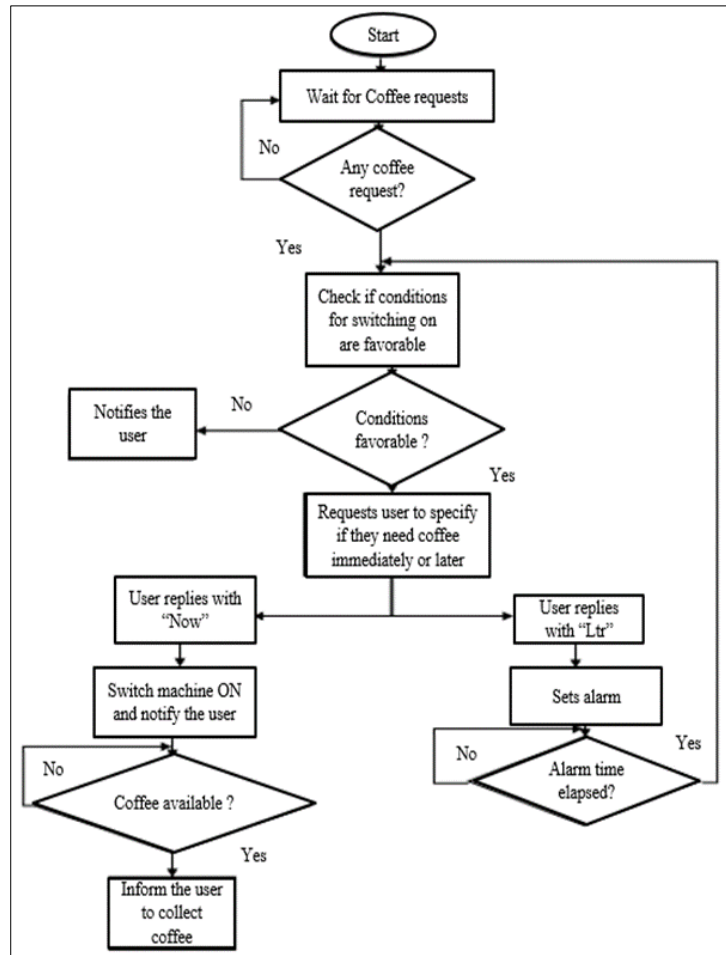 Start
Wait for Coffee requests
No
Any coffee
request?
Yes
Check if conditions
for switching on
are favorable
Notifies the
user
No
Conditions
favorable ?
Yes
Requests user to specify
if they need coffee
immediately or later
User replies with
“Now”
User replies
with “Ltr”
Switch machine ON
and notify the user
Sets alarm
No
Coffee available ?
Yes
No
Alarm time
elapsed?
Yes
Inform the user
to collect
coffee